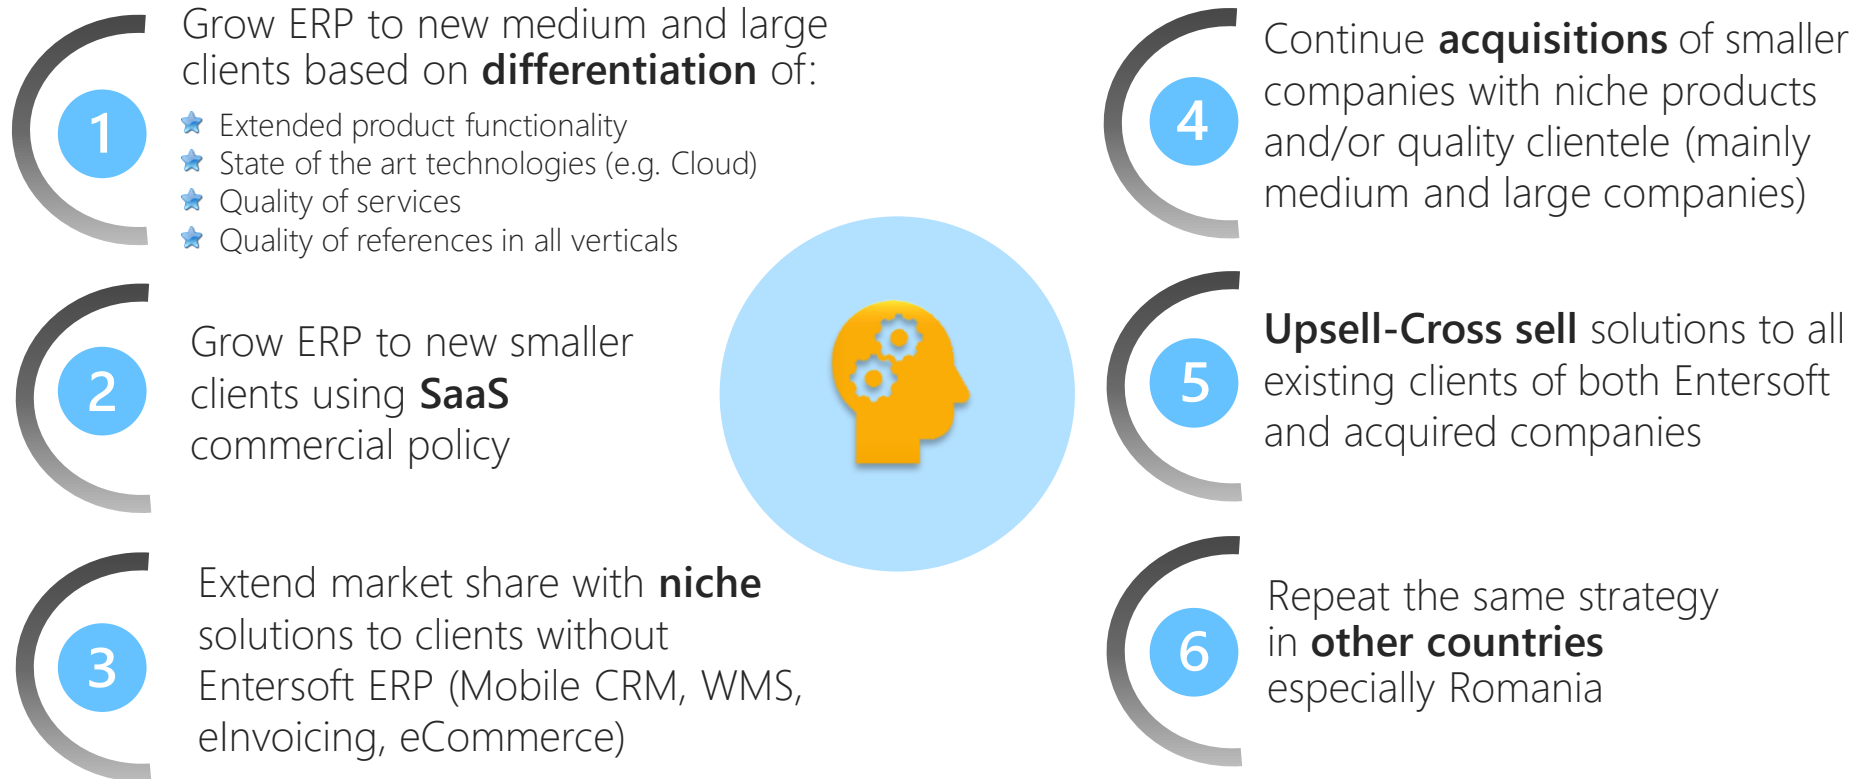 1
Grow ERP to new medium and large
clients based on differentiation of:
Extended product functionality
State of the art technologies (e.g. Cloud)
Quality of services
Quality of references in all verticals
2
Grow ERP to new smaller
clients using SaaS
commercial policy
3
Extend market share with niche
solutions to clients without
Entersoft ERP (Mobile CRM, WMS,
eInvoicing, eCommerce)
4
Continue acquisitions of smaller
companies with niche products
and/or quality clientele (mainly
medium and large companies)
5
Upsell-Cross sell solutions to all
existing clients of both Entersoft
and acquired companies
6
Repeat the same strategy
in other countries
especially Romania